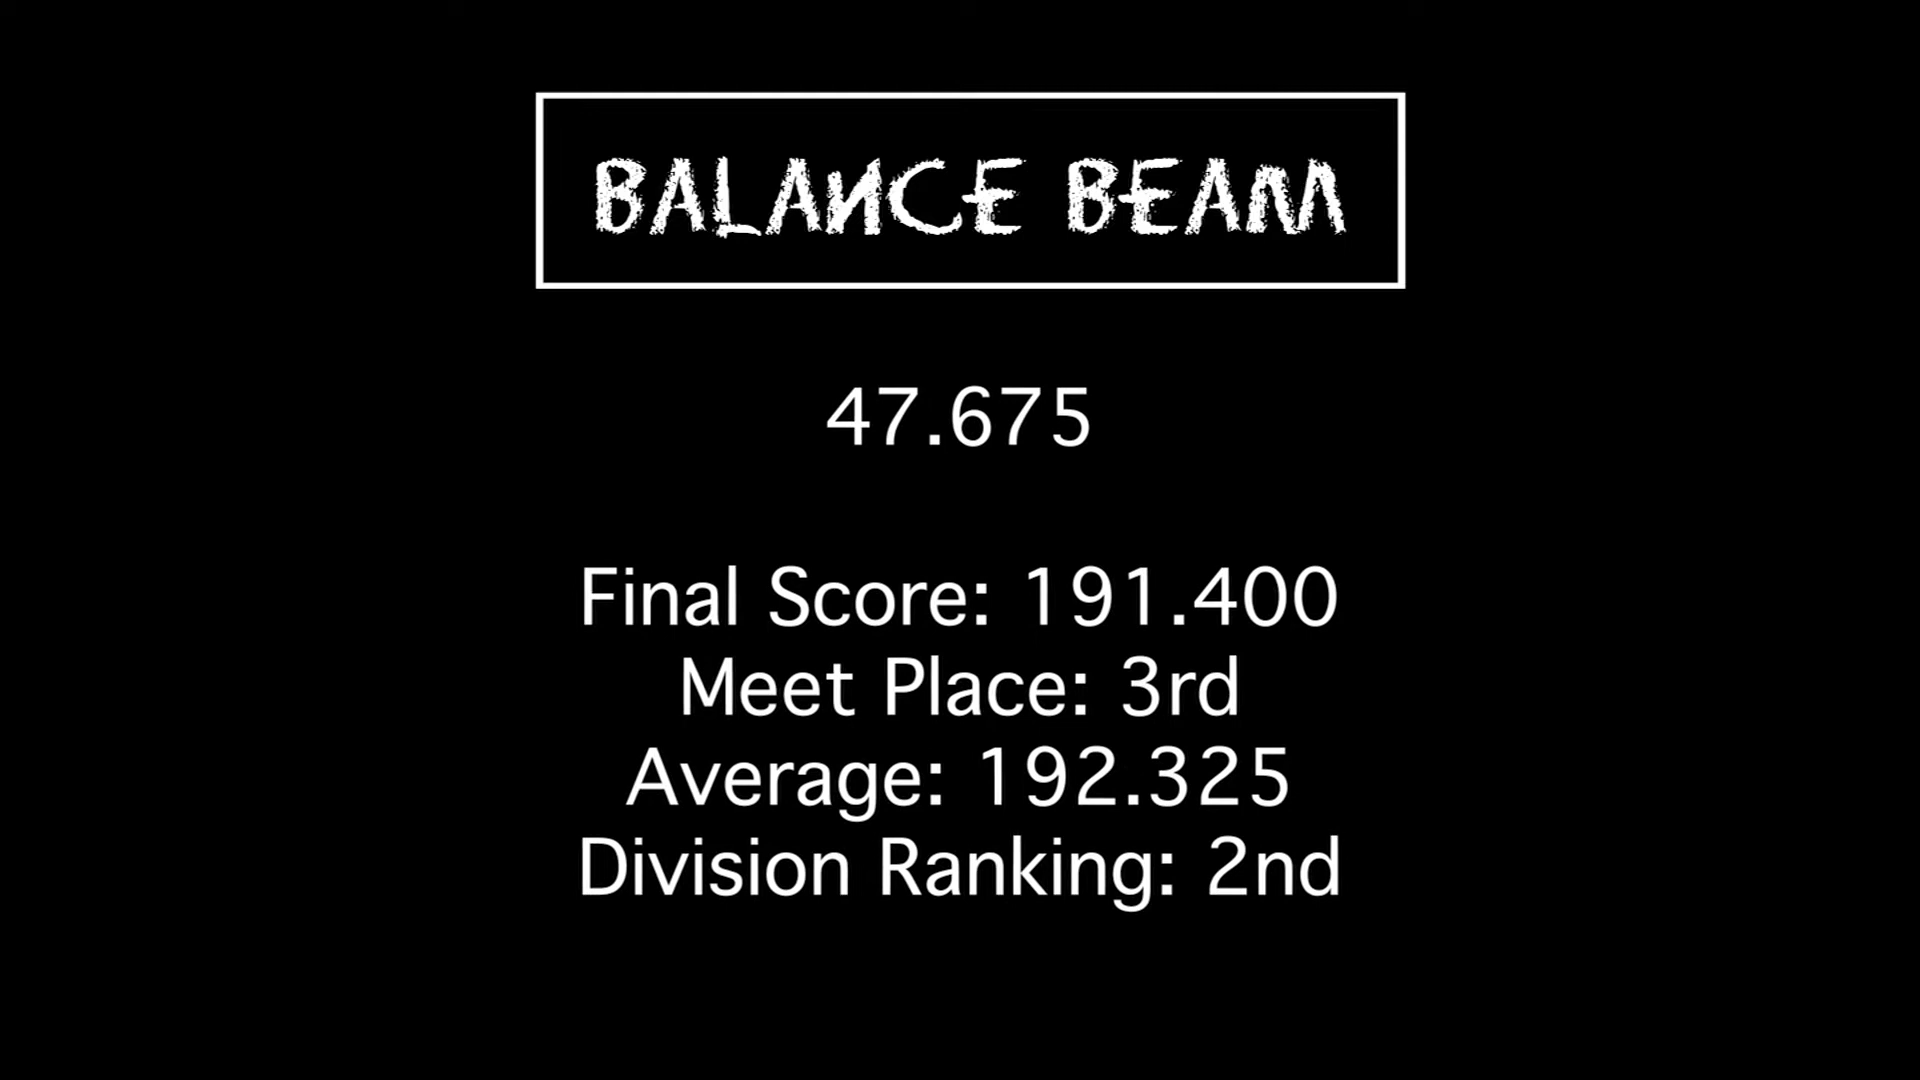 BALANCE BEAM
47.675
Final Score: 191.400
Meet Place: 3rd
Average: 192.325
Division Ranking: 2nd